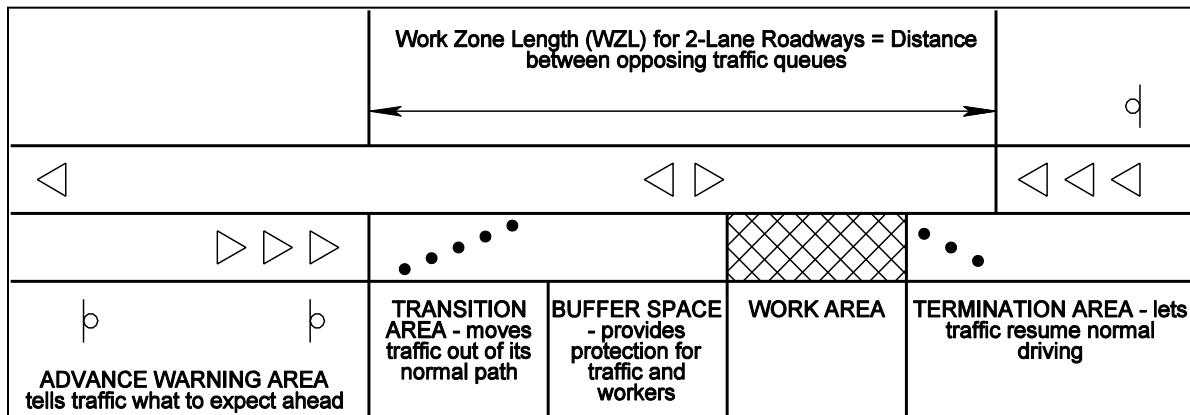 Work Zone Length (WZL) for 2-Lane Roadways = Distance
between opposing traffic queues
ADVANCE WARNING AREA
tells traffic what to expect ahead
TRANSITION
AREA - moves
traffic out of its
normal path
BUFFER SPACE
- provides
protection for
traffic and
workers
WORK AREA
TERMINATION AREA - lets
traffic resume normal
driving